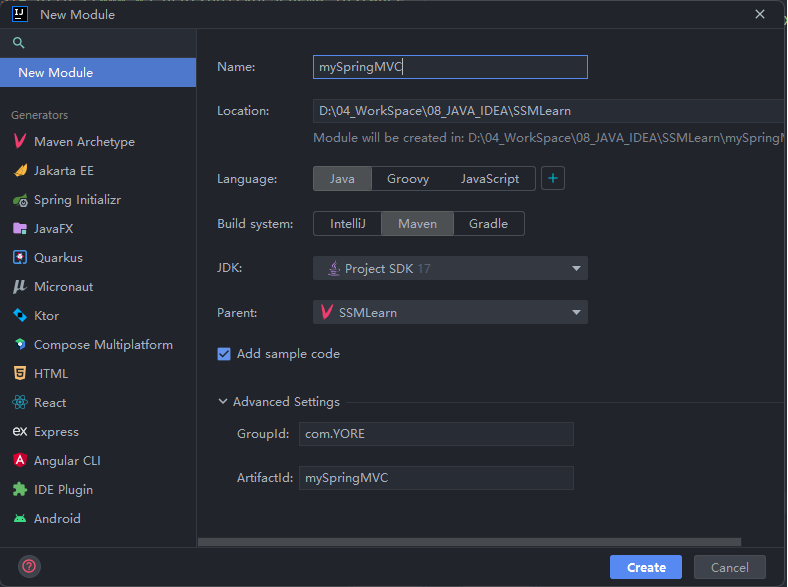 New Module
New Module
Generators
Maven Archetype
Jakarta EE
Spring Initializr
JavaFX
Quarkus
Micronaut
Ktor
Compose Multiplatform
HTML
React
Express
Angular CLI
IDE Plugin
Android
Name: mySpringMVC
Location: D:\04_WorkSpace\08_JAVA_IDEA\SSMLearn
Module will be created in: D:\04_WorkSpace\08_JAVA_IDEA\SSMLearn\mySpringM
Language: Java Groovy JavaScript +
Build system: IntelliJ Maven Gradle
JDK: Project SDK 17
Parent: SSMLearn
Add sample code
Advanced Settings
GroupId: com.YORE
ArtifactId: mySpringMVC
? Create Cancel